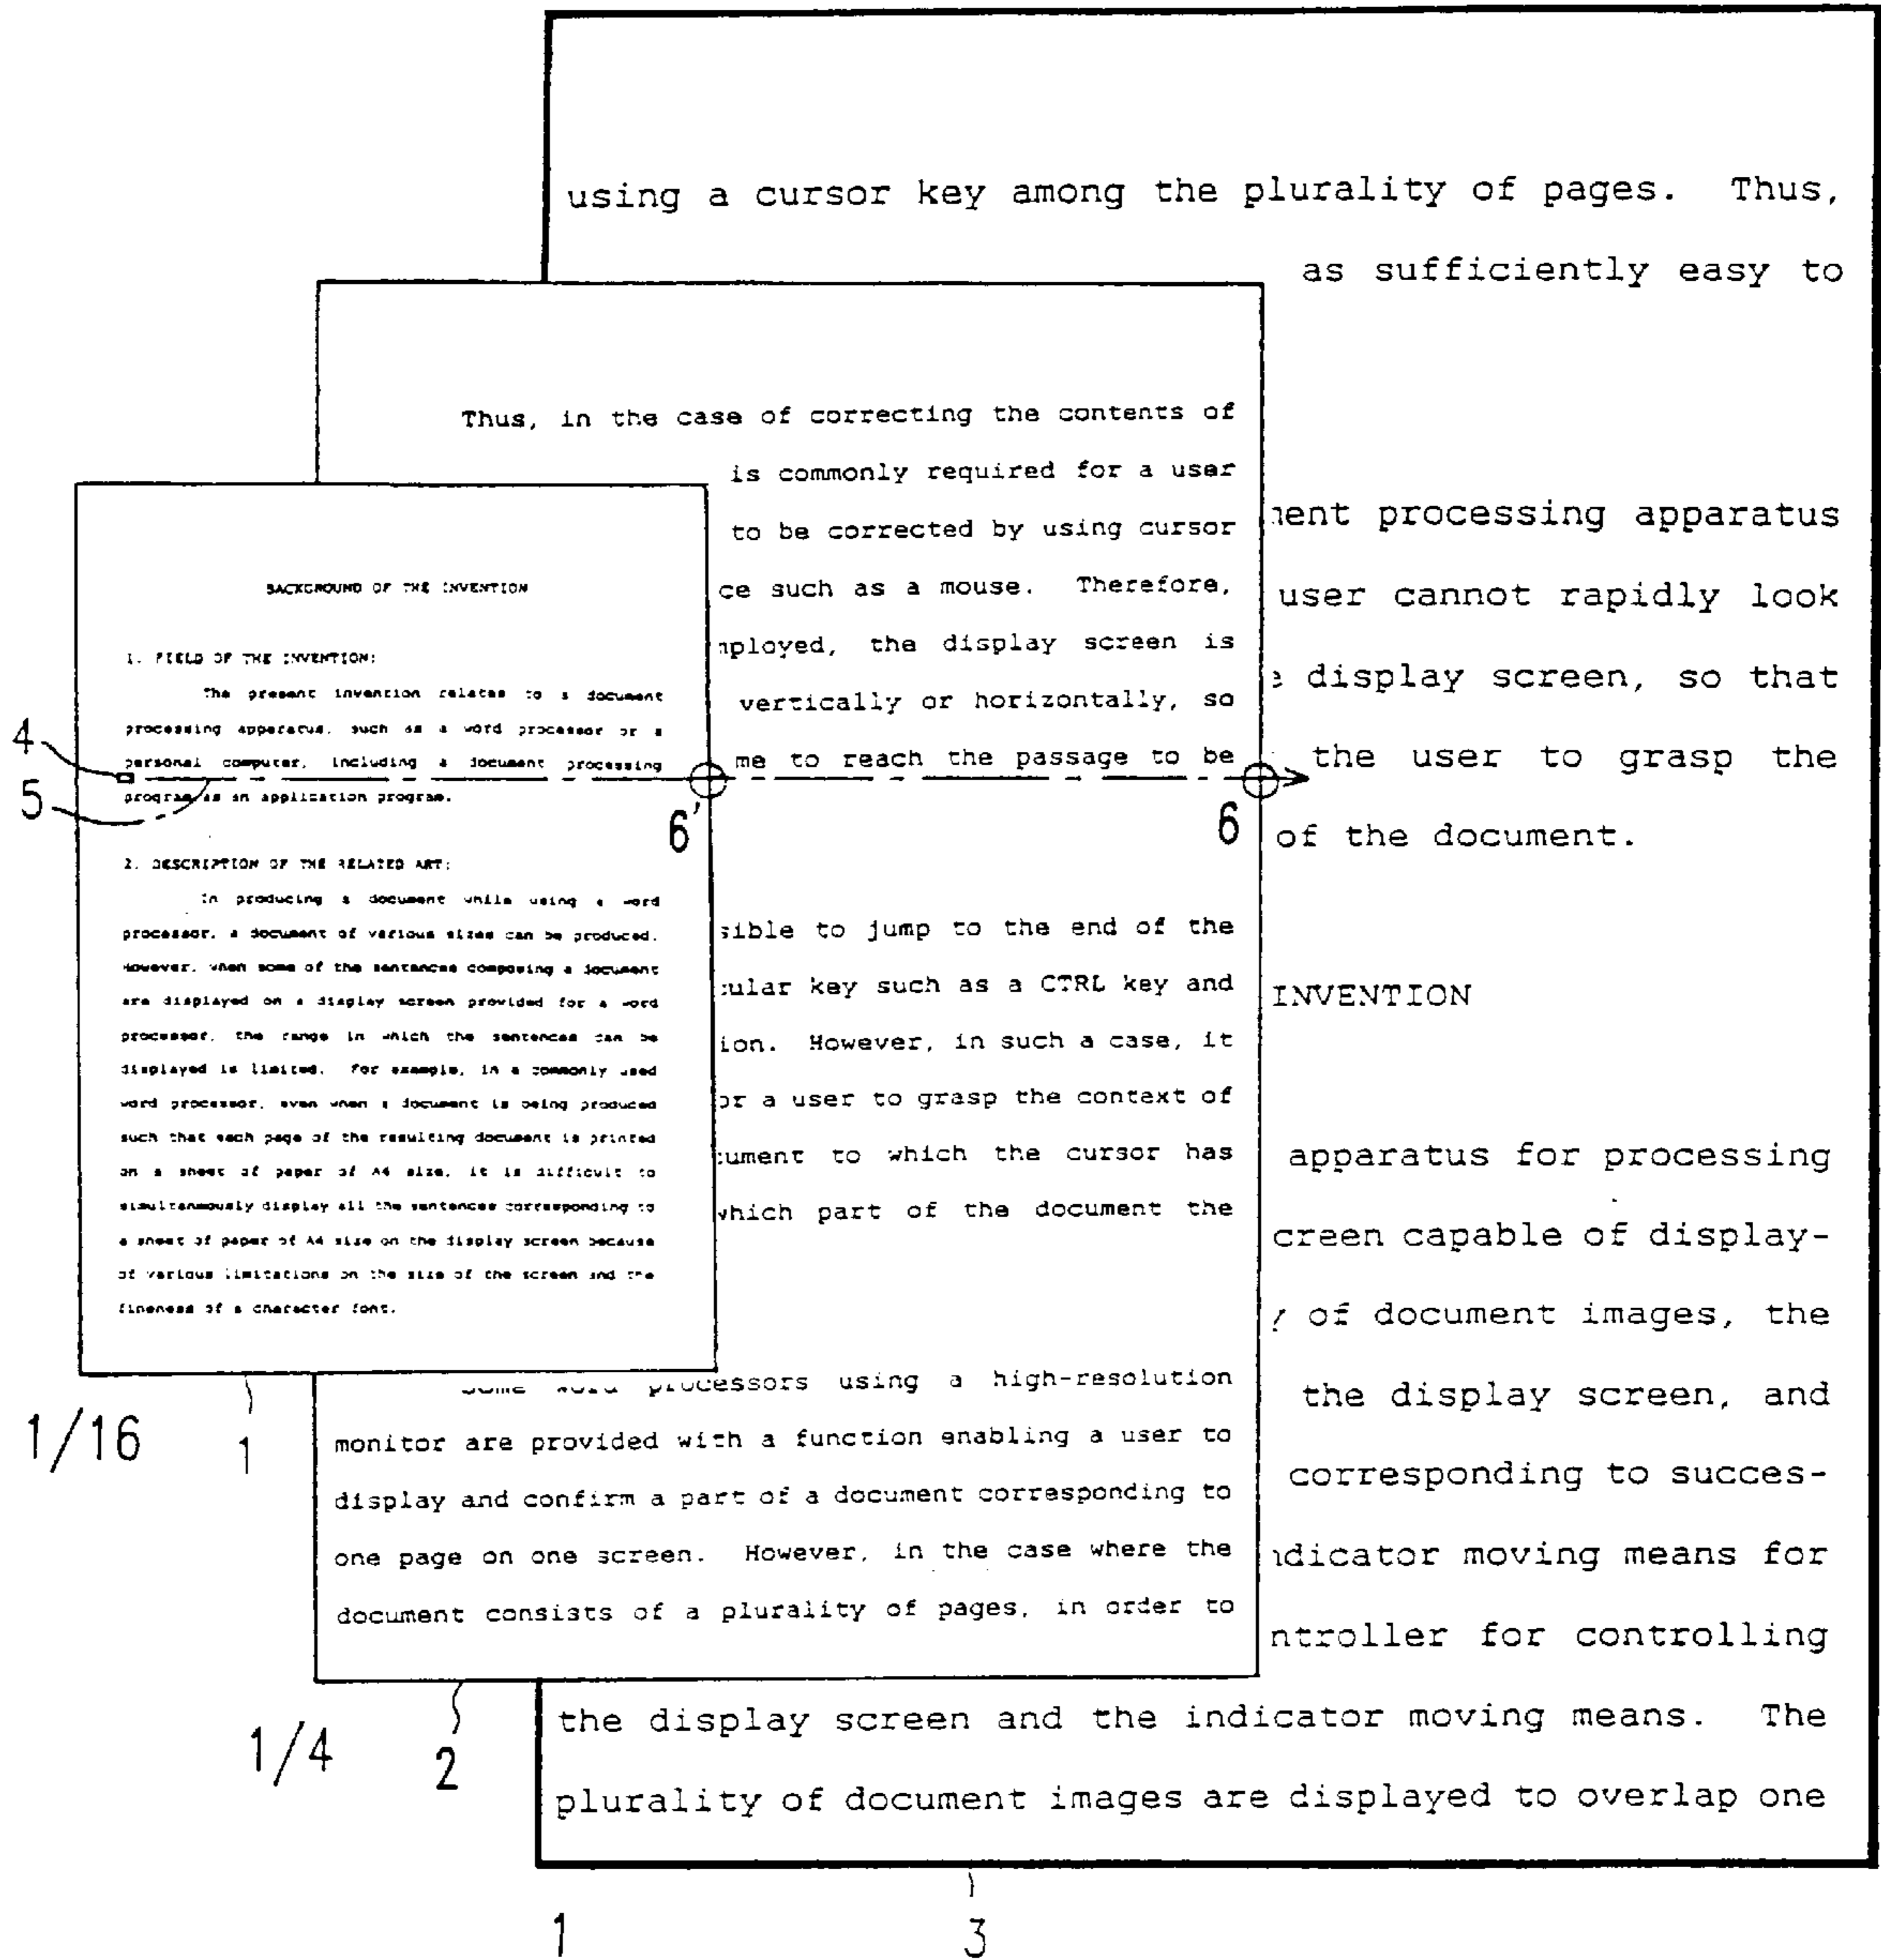 using a cursor key among the plurality of pages. Thus,
as sufficiently easy to
ment processing apparatus
user cannot rapidly look
display screen, so that
the user to grasp the
of the document.
INVENTION
apparatus for processing
creen capable of display-
of document images, the
the display screen, and
corresponding to succes-
ndicator moving means for
ntroller for controlling
the display screen and the indicator moving means. The
plurality of document images are displayed to overlap one
Thus, in the case of correcting the contents of
is commonly required for a user
to be corrected by using cursor
ce such as a mouse. Therefore,
mployed, the display screen is
vertically or horizontally, so
me to reach the passage to be
sible to jump to the end of the
cular key such as a CTRL key and
ion. However, in such a case, it
or a user to grasp the context of
cument to which the cursor has
which part of the document the
Some word processors using a high-resolution
monitor are provided with a function enabling a user to
display and confirm a part of a document corresponding to
one page on one screen. However, in the case where the
document consists of a plurality of pages, in order to
BACKGROUND OF THE INVENTION
1. FIELD OF THE INVENTION:
The present invention relates to a document
processing apparatus, such as a word processor or a
personal computer, including a document processing
program as an application program.
2. DESCRIPTION OF THE RELATED ART:
In producing a document while using a word
processor, a document of various sizes can be produced.
However, when some of the sentences composing a document
are displayed on a display screen provided for a word
processor, the range in which the sentences can be
displayed is limited. For example, in a commonly used
word processor, even when a document is being produced
such that each page of the resulting document is printed
on a sheet of paper of A4 size, it is difficult to
simultaneously display all the sentences corresponding to
a sheet of paper of A4 size on the display screen because
of various limitations on the size of the screen and the
fineness of a character font.
4
5
6'
6
1/16
1
1/4
2
1
3